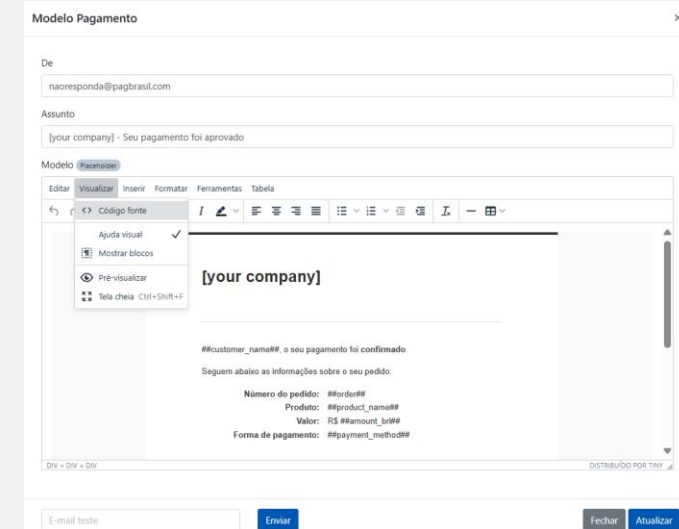 Modelo Pagamento
De
naoresponda@pagbrasil.com
Assunto
[your company] - Seu pagamento foi aprovado
Modelo Placeholder
Editar Visualizar Inserir Formatar Ferramentas Tabela
Código fonte
Ajuda visual
Mostrar blocos
Pré-visualizar
Tela cheia Ctrl+Shift+F
[your company]
##customer_name##, o seu pagamento foi confirmado.
Seguem abaixo as informações sobre o seu pedido:
Número do pedido: ##order##
Produto: ##product_name##
Valor: R$ ##amount_brl##
Forma de pagamento: ##payment_method##
DIV » DIV » DIV DISTRIBUÍDO POR TINY
E-mail teste Enviar Fechar Atualizar